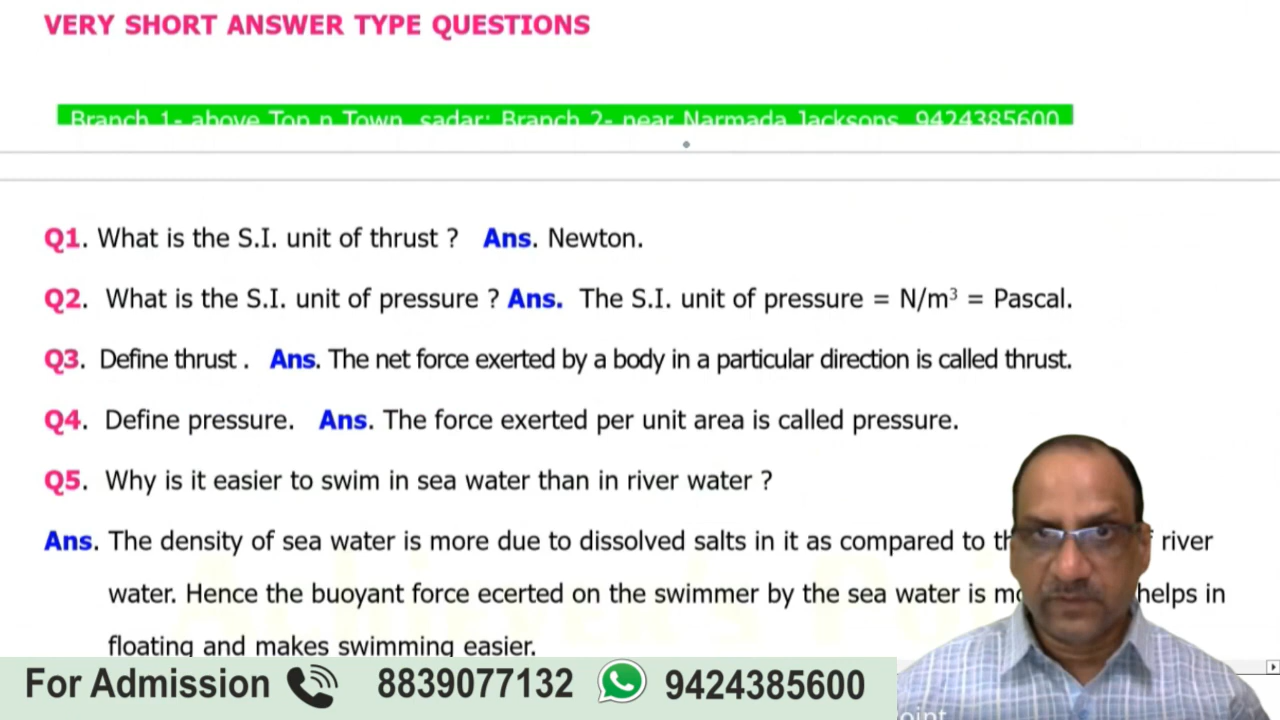 VERY SHORT ANSWER TYPE QUESTIONS
Branch 1- above Top n Town, sadar; Branch 2- near Narmada Jacksons, 9424385600
Q1. What is the S.I. unit of thrust ? Ans. Newton.
Q2. What is the S.I. unit of pressure ? Ans. The S.I. unit of pressure = N/m³ = Pascal.
Q3. Define thrust . Ans. The net force exerted by a body in a particular direction is called thrust.
Q4. Define pressure. Ans. The force exerted per unit area is called pressure.
Q5. Why is it easier to swim in sea water than in river water ?
Ans. The density of sea water is more due to dissolved salts in it as compared to river
water. Hence the buoyant force ecerted on the swimmer by the sea water is helps in
floating and makes swimming easier.
For Admission 8839077132 9424385600